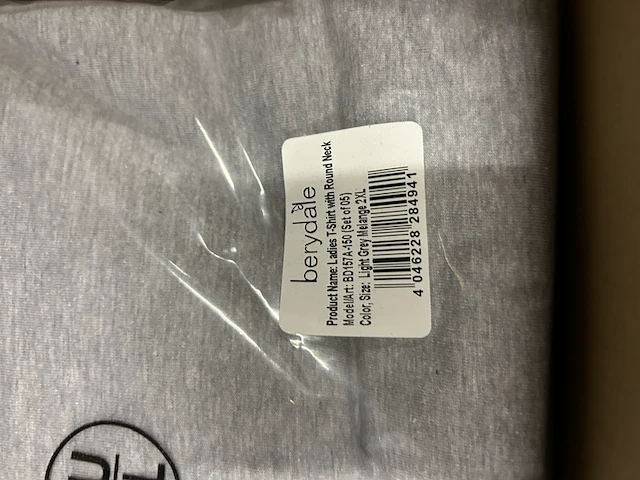 berydale
Product Name: Ladies T-Shirt with Round Neck
Model/Art: BD157A-150 (Set of 05)
Color, Size: Light Grey Melange 2XL
4 046228 284941